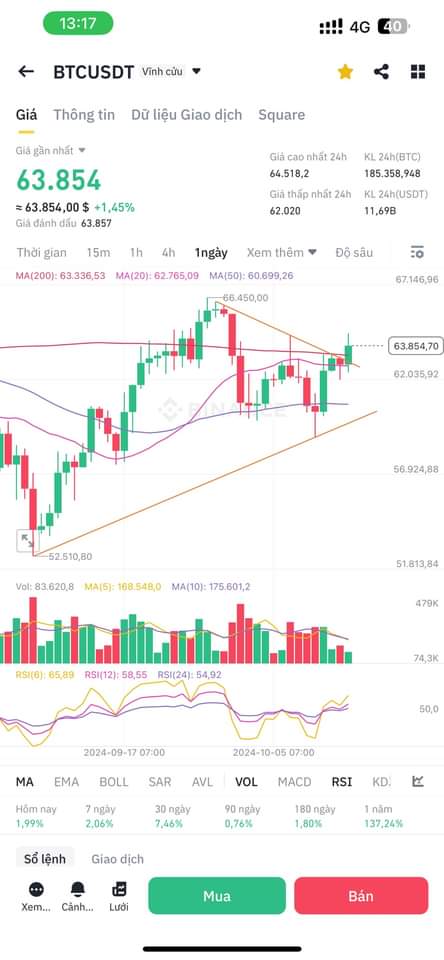 13:17
4G 40
BTCUSDT Vĩnh cửu
Giá Thông tin Dữ liệu Giao dịch Square
Giá gần nhất
63.854
≈ 63.854,00 $ +1,45%
Giá đánh dấu 63.857
Giá cao nhất 24h KL 24h(BTC)
64.518,2 185.358,948
Giá thấp nhất 24h KL 24h(USDT)
62.020 11,69B
Thời gian 15m 1h 4h 1ngày Xem thêm Độ sâu
MA(200): 63.336,53 MA(20): 62.765,09 MA(50): 60.699,26
67.146,96
66.450,00
63.854,70
62.035,92
BINANCE
56.924,88
52.510,80
51.813,84
Vol: 83.620,8 MA(5): 168.548,0 MA(10): 175.601,2
479K
74,3K
RSI(6): 65,89 RSI(12): 58,55 RSI(24): 54,92
50,0
2024-09-17 07:00 2024-10-05 07:00
MA EMA BOLL SAR AVL VOL MACD RSI KDJ
Hôm nay 7 ngày 30 ngày 90 ngày 180 ngày 1 năm
1,99% 2,06% 7,46% 0,76% 1,80% 137,24%
Sổ lệnh Giao dịch
Xem... Cảnh... Lưới Mua Bán